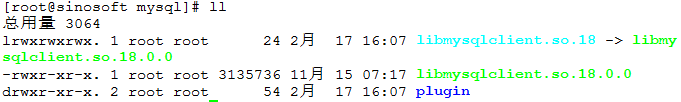 [root@sinosoft mysql]# ll
总用量 3064
lrwxrwxrwx. 1 root root      24 2月  17 16:07 libmysqlclient.so.18 -> libmy
sqlclient.so.18.0.0
-rwxr-xr-x. 1 root root 3135736 11月 15 07:17 libmysqlclient.so.18.0.0
drwxr-xr-x. 2 root root      54 2月  17 16:07 plugin